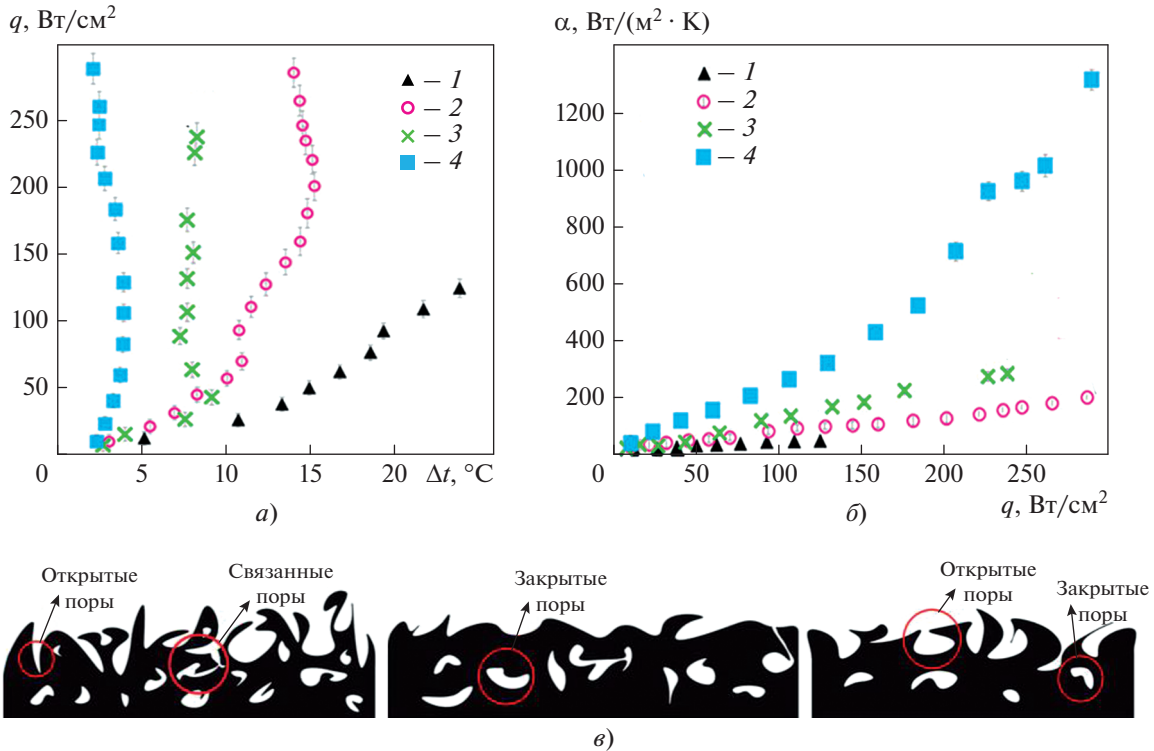 q, Вт/см²
250
200
150
100
50
0
5
10
15
20
Δt, °C
– 1
– 2
– 3
– 4
а)
α, Вт/(м² · К)
1200
1000
800
600
400
200
0
50
100
150
200
250
q, Вт/см²
– 1
– 2
– 3
– 4
б)
Открытые
поры
Связанные
поры
Закрытые
поры
Открытые
поры
Закрытые
поры
в)